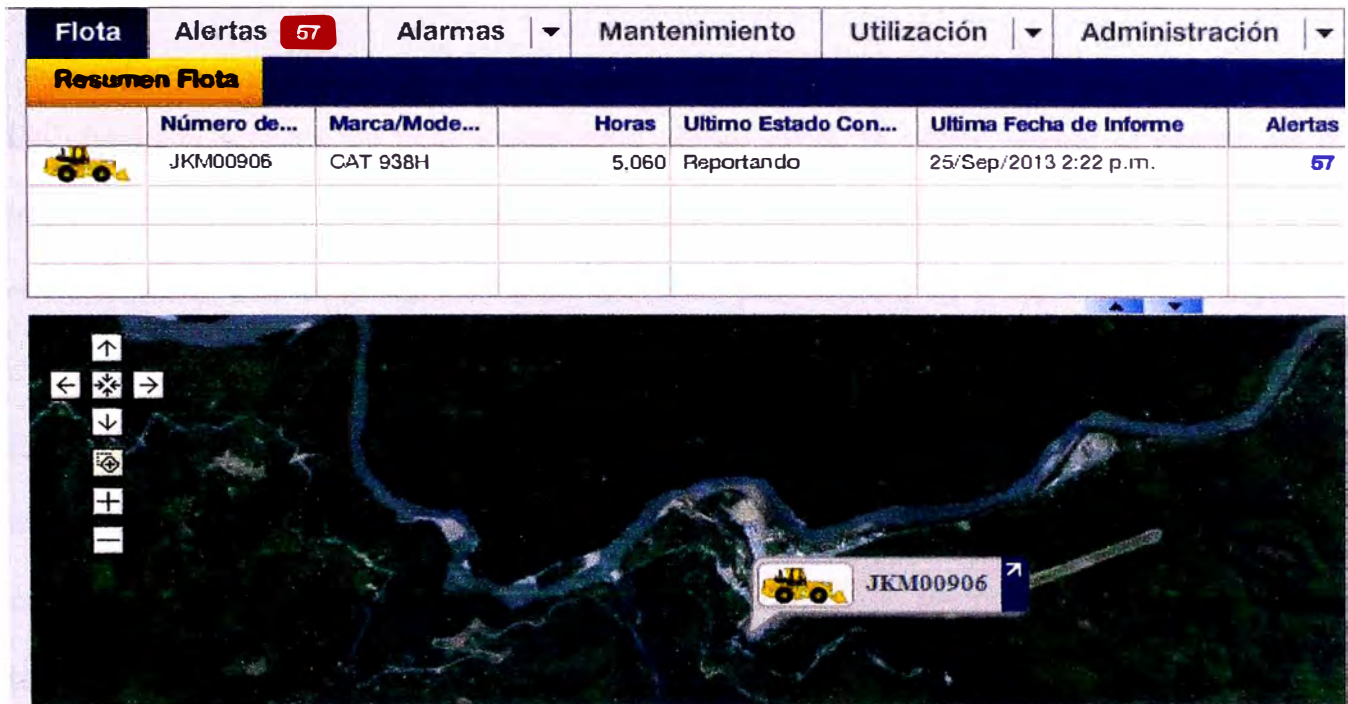 Flota Alertas 57 Alarmas Mantenimiento Utilización Administración
Resumen Flota
Número de... Marca/Mode... Horas Ultimo Estado Con... Ultima Fecha de Informe Alertas
JKM00906 CAT 938H 5,060 Reportando 25/Sep/2013 2:22 p.m. 57
JKM00906